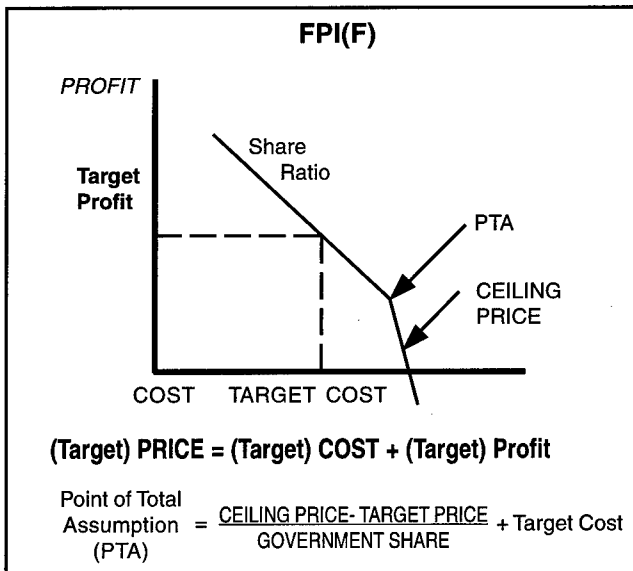 FPI(F)
PROFIT
Share
Ratio
Target
Profit
PTA
CEILING
PRICE
COST TARGET COST
(Target) PRICE = (Target) COST + (Target) Profit
Point of Total
Assumption
(PTA)
= CEILING PRICE- TARGET PRICE
GOVERNMENT SHARE
+ Target Cost